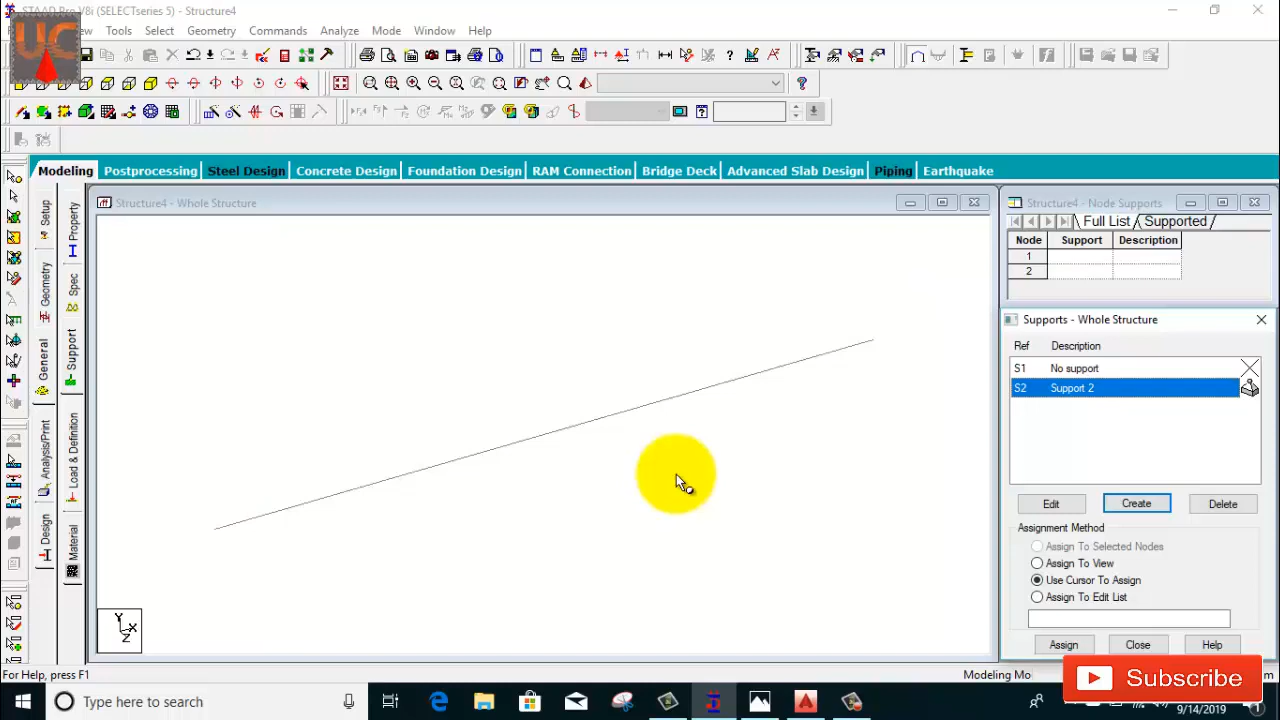 STAAD Pro V8i (SELECTseries 5) - Structure4
Tools Select Geometry Commands Analyze Mode Window Help
UC
Modeling Postprocessing Steel Design Concrete Design Foundation Design RAM Connection Bridge Deck Advanced Slab Design Piping Earthquake
Setup
Geometry
General
Analysis/Print
Design
Property
Spec
Support
Load & Definition
Material
Structure4 - Whole Structure
Y
X
Z
Structure4 - Node Supports
Full List Supported
Node Support Description
1
2
Supports - Whole Structure
Ref Description
S1 No support
S2 Support 2
Edit Create Delete
Assignment Method
Assign To Selected Nodes
Assign To View
Use Cursor To Assign
Assign To Edit List
Assign Close Help
For Help, press F1
Modeling Mo
Subscribe
Type here to search
9/14/2019